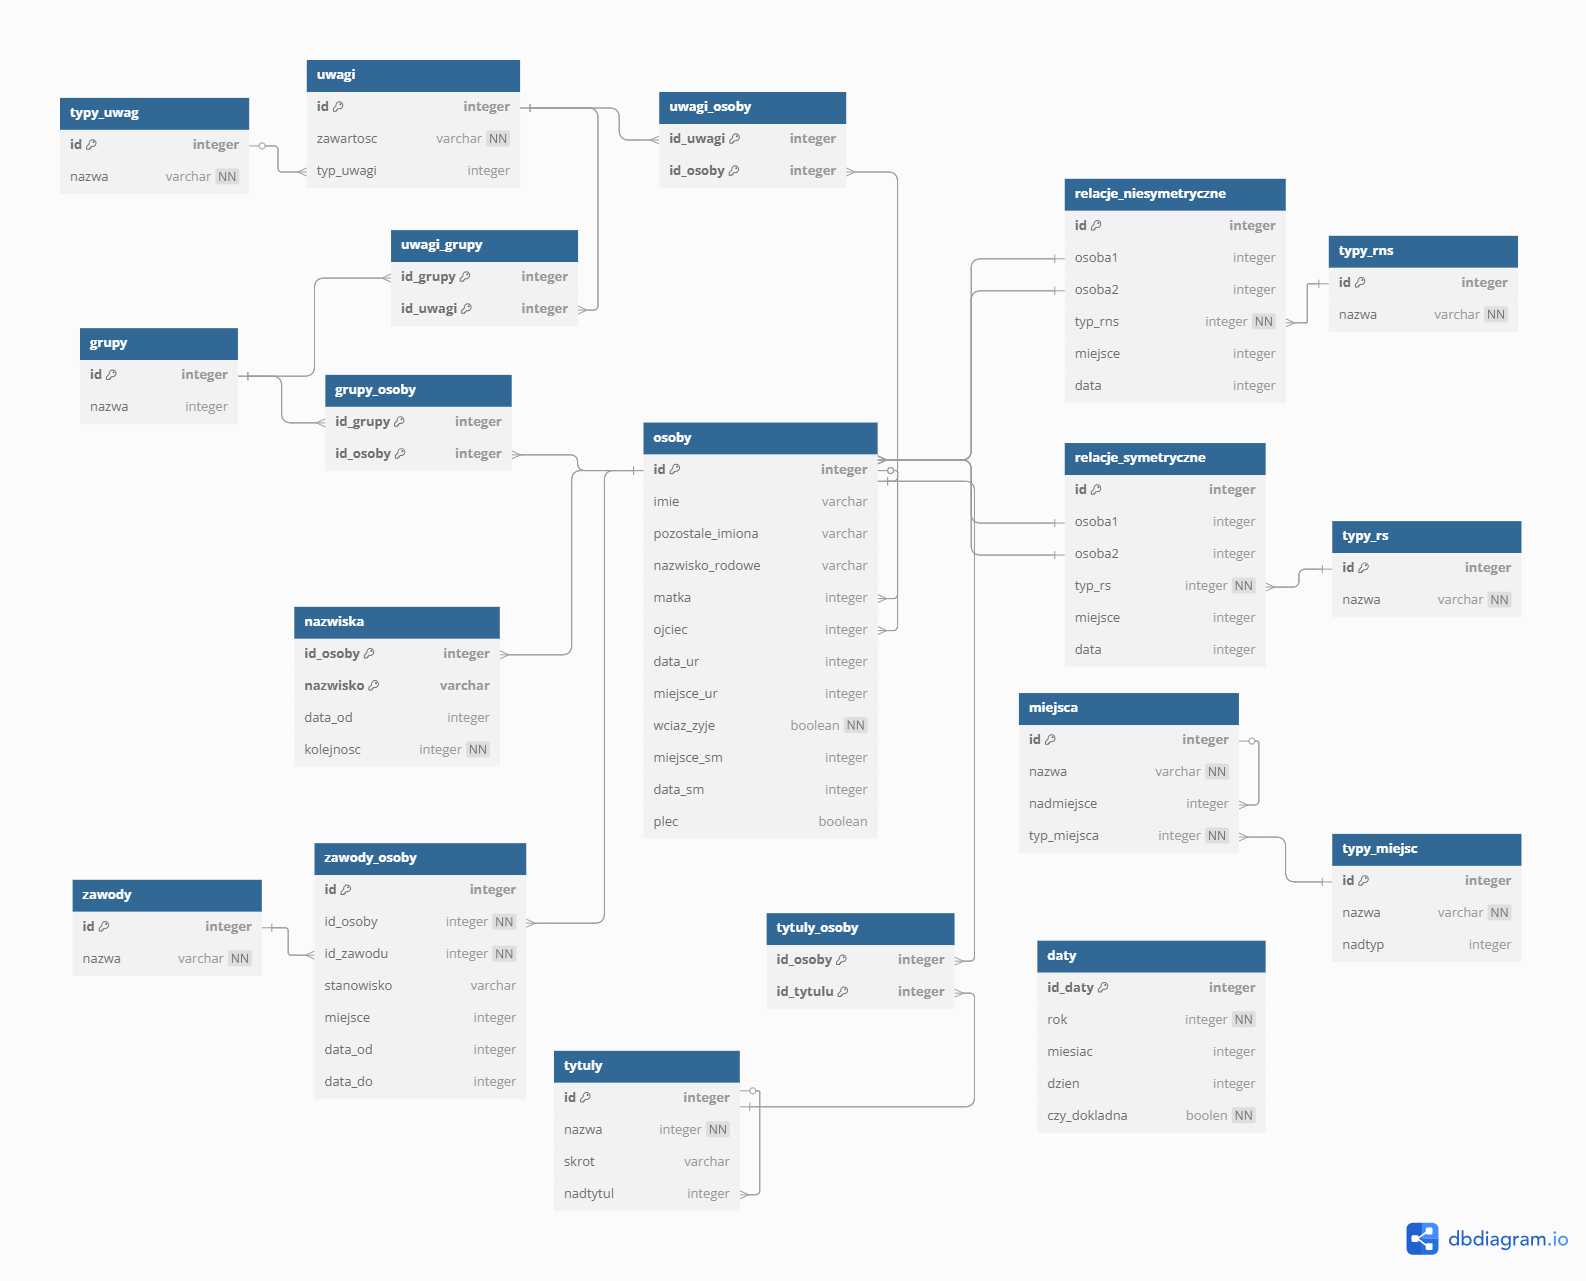 typy_uwag
id integer
nazwa varchar NN
uwagi
id integer
zawartosc varchar NN
typ_uwagi integer
uwagi_osoby
id_uwagi integer
id_osoby integer
uwagi_grupy
id_grupy integer
id_uwagi integer
grupy
id integer
nazwa integer
grupy_osoby
id_grupy integer
id_osoby integer
relacje_niesymetryczne
id integer
osoba1 integer
osoba2 integer
typ_rns integer NN
miejsce integer
data integer
typy_rns
id integer
nazwa varchar NN
osoby
id integer
imie varchar
pozostale_imiona varchar
nazwisko_rodowe varchar
matka integer
ojciec integer
data_ur integer
miejsce_ur integer
wciaz_zyje boolean NN
miejsce_sm integer
data_sm integer
plec boolean
relacje_symetryczne
id integer
osoba1 integer
osoba2 integer
typ_rs integer NN
miejsce integer
data integer
typy_rs
id integer
nazwa varchar NN
nazwiska
id_osoby integer
nazwisko varchar
data_od integer
kolejnosc integer NN
miejsca
id integer
nazwa varchar NN
nadmiejsce integer
typ_miejsca integer NN
typy_miejsc
id integer
nazwa varchar NN
nadtyp integer
zawody
id integer
nazwa varchar NN
zawody_osoby
id integer
id_osoby integer NN
id_zawodu integer NN
stanowisko varchar
miejsce integer
data_od integer
data_do integer
tytuly_osoby
id_osoby integer
id_tytulu integer
daty
id_daty integer
rok integer NN
miesiac integer
dzien integer
czy_dokladna boolen NN
tytuly
id integer
nazwa integer NN
skrot varchar
nadtytul integer
dbdiagram.io